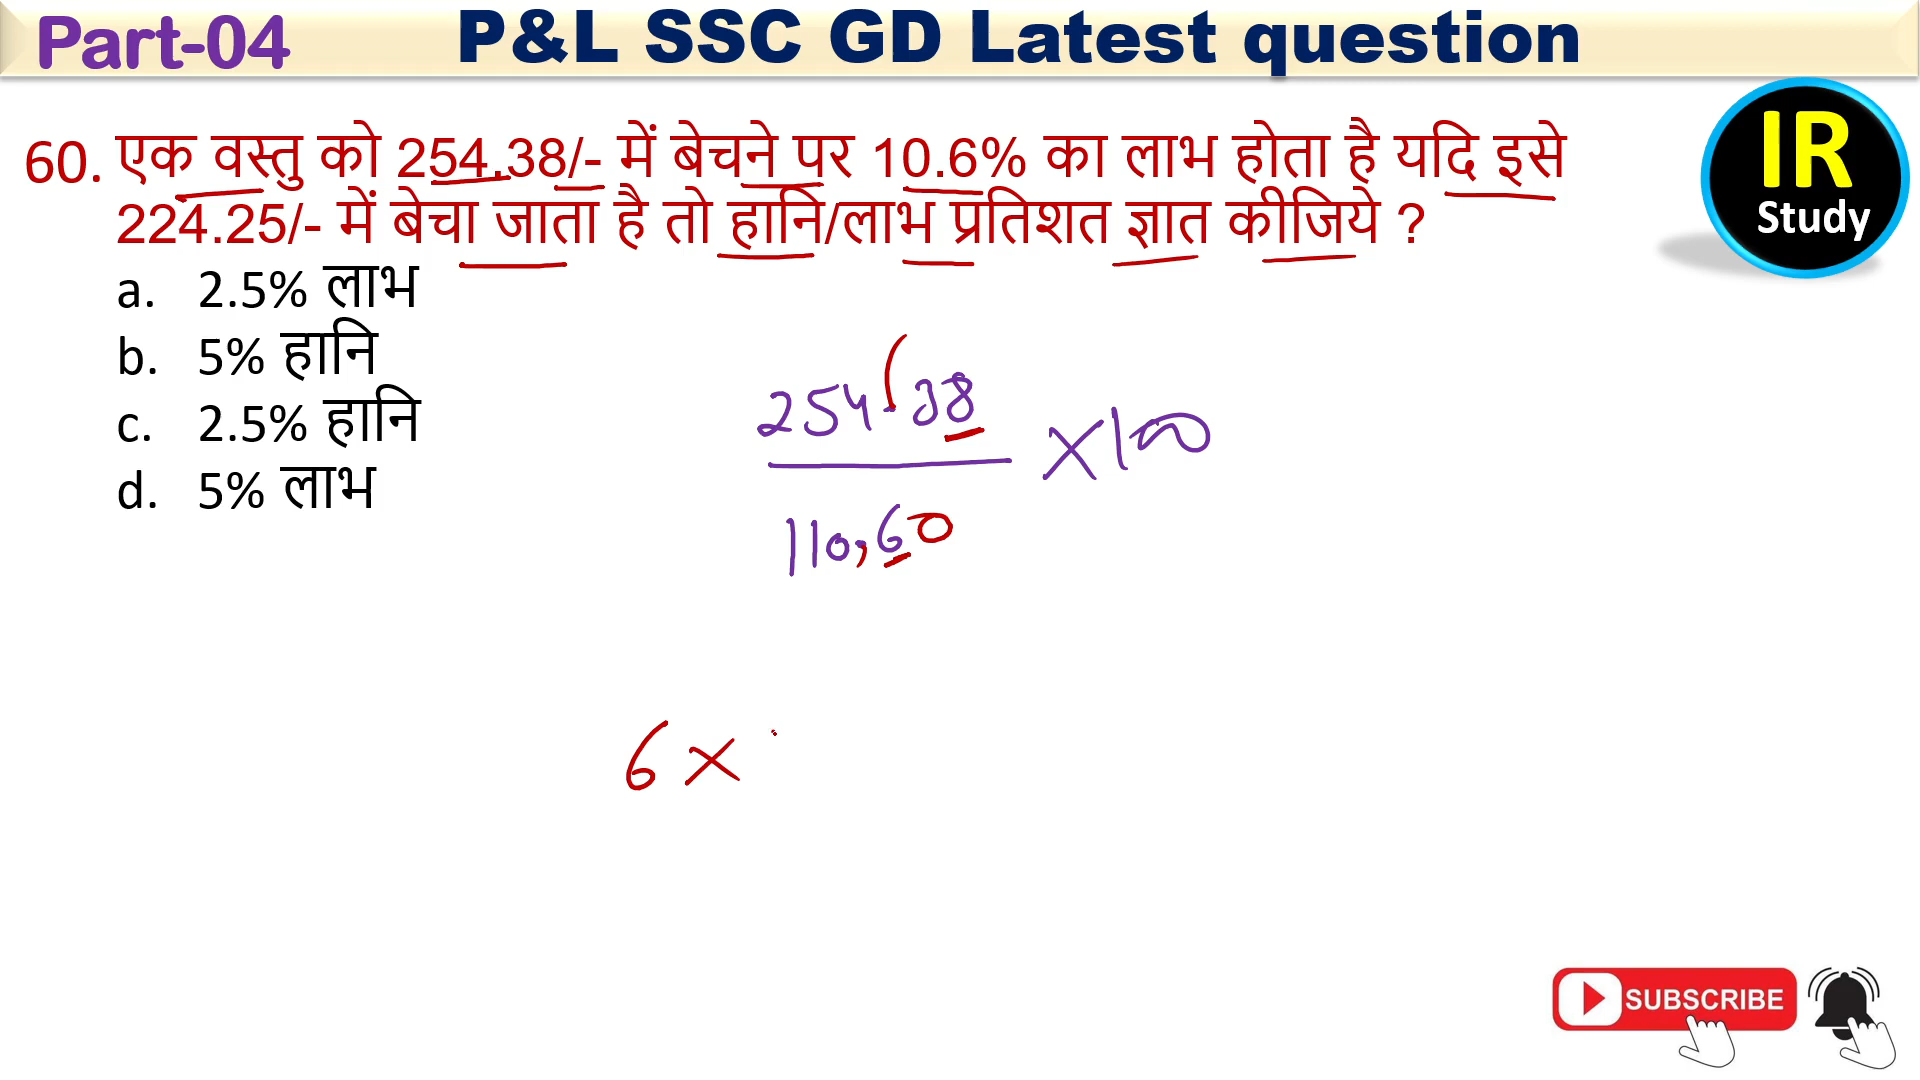 Part-04 P&L SSC GD Latest question
IR
Study
60. एक वस्तु को 254.38/- में बेचने पर 10.6% का लाभ होता है यदि इसे
224.25/- में बेचा जाता है तो हानि/लाभ प्रतिशत ज्ञात कीजिये ?
a. 2.5% लाभ
b. 5% हानि
c. 2.5% हानि
d. 5% लाभ
254.38
×100
110.60
6 ×
SUBSCRIBE